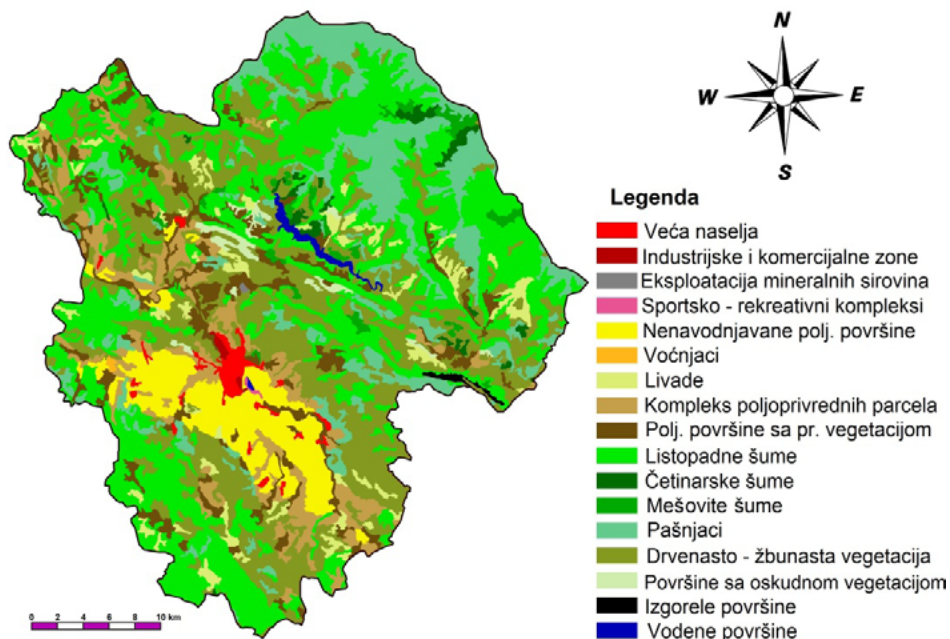 N
W E
S
Legenda
Veća naselja
Industrijske i komercijalne zone
Eksploatacija mineralnih sirovina
Sportsko - rekreativni kompleksi
Nenavodnjavane polj. površine
Voćnjaci
Livade
Kompleks poljoprivrednih parcela
Polj. površine sa pr. vegetacijom
Listopadne šume
Četinarske šume
Mešovite šume
Pašnjaci
Drvenasto - žbunasta vegetacija
Površine sa oskudnom vegetacijom
Izgorele površine
Vodene površine
0 2 4 6 8 10 km